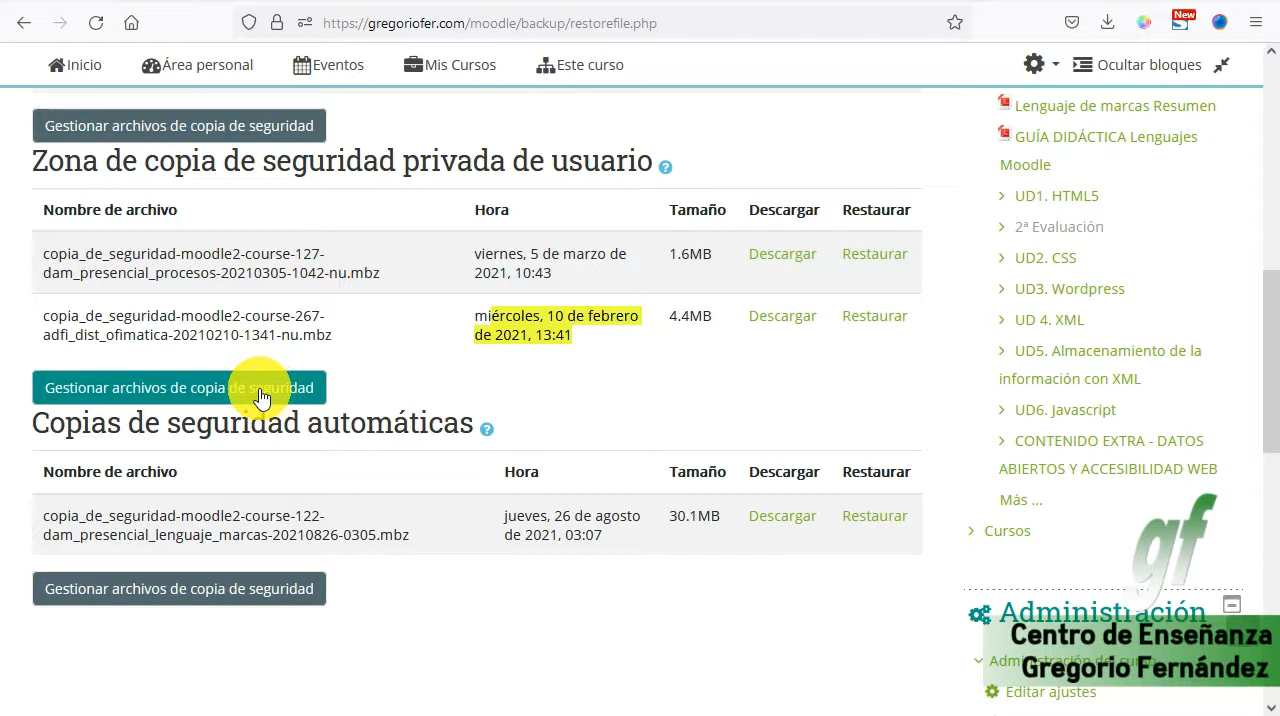 https://gregoriofer.com/moodle/backup/restorefile.php
New
Inicio
Área personal
Eventos
Mis Cursos
Este curso
Ocultar bloques
Gestionar archivos de copia de seguridad
Zona de copia de seguridad privada de usuario
Nombre de archivo Hora Tamaño Descargar Restaurar
copia_de_seguridad-moodle2-course-127-
dam_presencial_procesos-20210305-1042-nu.mbz
viernes, 5 de marzo de
2021, 10:43
1.6MB
Descargar
Restaurar
copia_de_seguridad-moodle2-course-267-
adfi_dist_ofimatica-20210210-1341-nu.mbz
miércoles, 10 de febrero
de 2021, 13:41
4.4MB
Descargar
Restaurar
Gestionar archivos de copia de seguridad
Copias de seguridad automáticas
Nombre de archivo Hora Tamaño Descargar Restaurar
copia_de_seguridad-moodle2-course-122-
dam_presencial_lenguaje_marcas-20210826-0305.mbz
jueves, 26 de agosto
de 2021, 03:07
30.1MB
Descargar
Restaurar
Gestionar archivos de copia de seguridad
Lenguaje de marcas Resumen
GUÍA DIDÁCTICA Lenguajes
Moodle
UD1. HTML5
2ª Evaluación
UD2. CSS
UD3. Wordpress
UD 4. XML
UD5. Almacenamiento de la
información con XML
UD6. Javascript
CONTENIDO EXTRA - DATOS
ABIERTOS Y ACCESIBILIDAD WEB
Más ...
Cursos
gf
Administración
Centro de Enseñanza
Gregorio Fernández
Administración del curso
Editar ajustes